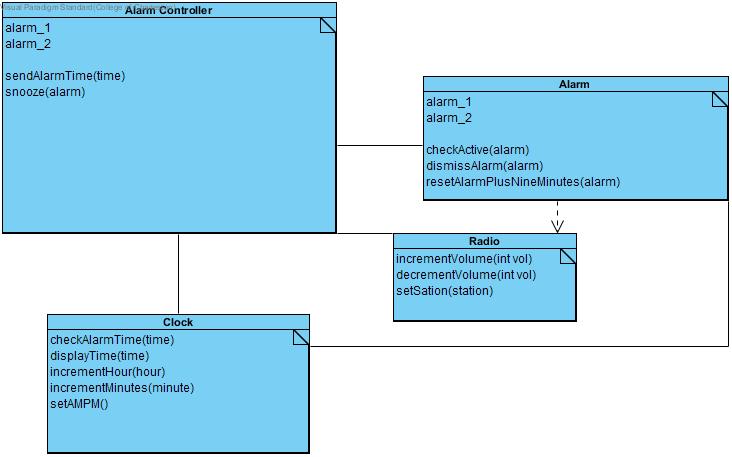 Visual Paradigm Standard(College of
Alarm Controller
alarm_1
alarm_2
sendAlarmTime(time)
snooze(alarm)
Alarm
alarm_1
alarm_2
checkActive(alarm)
dismissAlarm(alarm)
resetAlarmPlusNineMinutes(alarm)
Radio
incrementVolume(int vol)
decrementVolume(int vol)
setSation(station)
Clock
checkAlarmTime(time)
displayTime(time)
incrementHour(hour)
incrementMinutes(minute)
setAMPM()